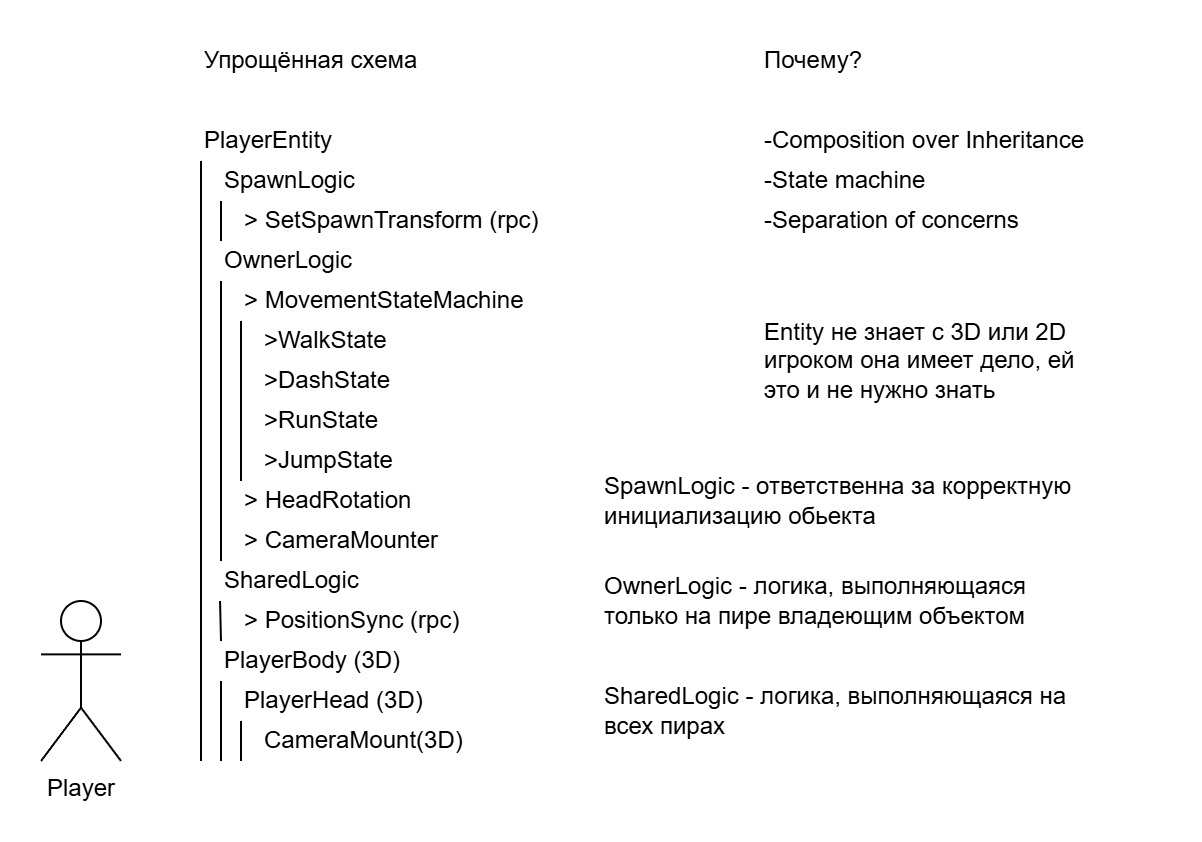 Упрощённая схема
Почему?
PlayerEntity
SpawnLogic
> SetSpawnTransform (rpc)
OwnerLogic
> MovementStateMachine
>WalkState
>DashState
>RunState
>JumpState
> HeadRotation
> CameraMounter
SharedLogic
> PositionSync (rpc)
PlayerBody (3D)
PlayerHead (3D)
CameraMount(3D)
Player
-Composition over Inheritance
-State machine
-Separation of concerns
Entity не знает с 3D или 2D
игроком она имеет дело, ей
это и не нужно знать
SpawnLogic - ответственна за корректную
инициализацию обьекта
OwnerLogic - логика, выполняющаяся
только на пире владеющим объектом
SharedLogic - логика, выполняющаяся на
всех пирах